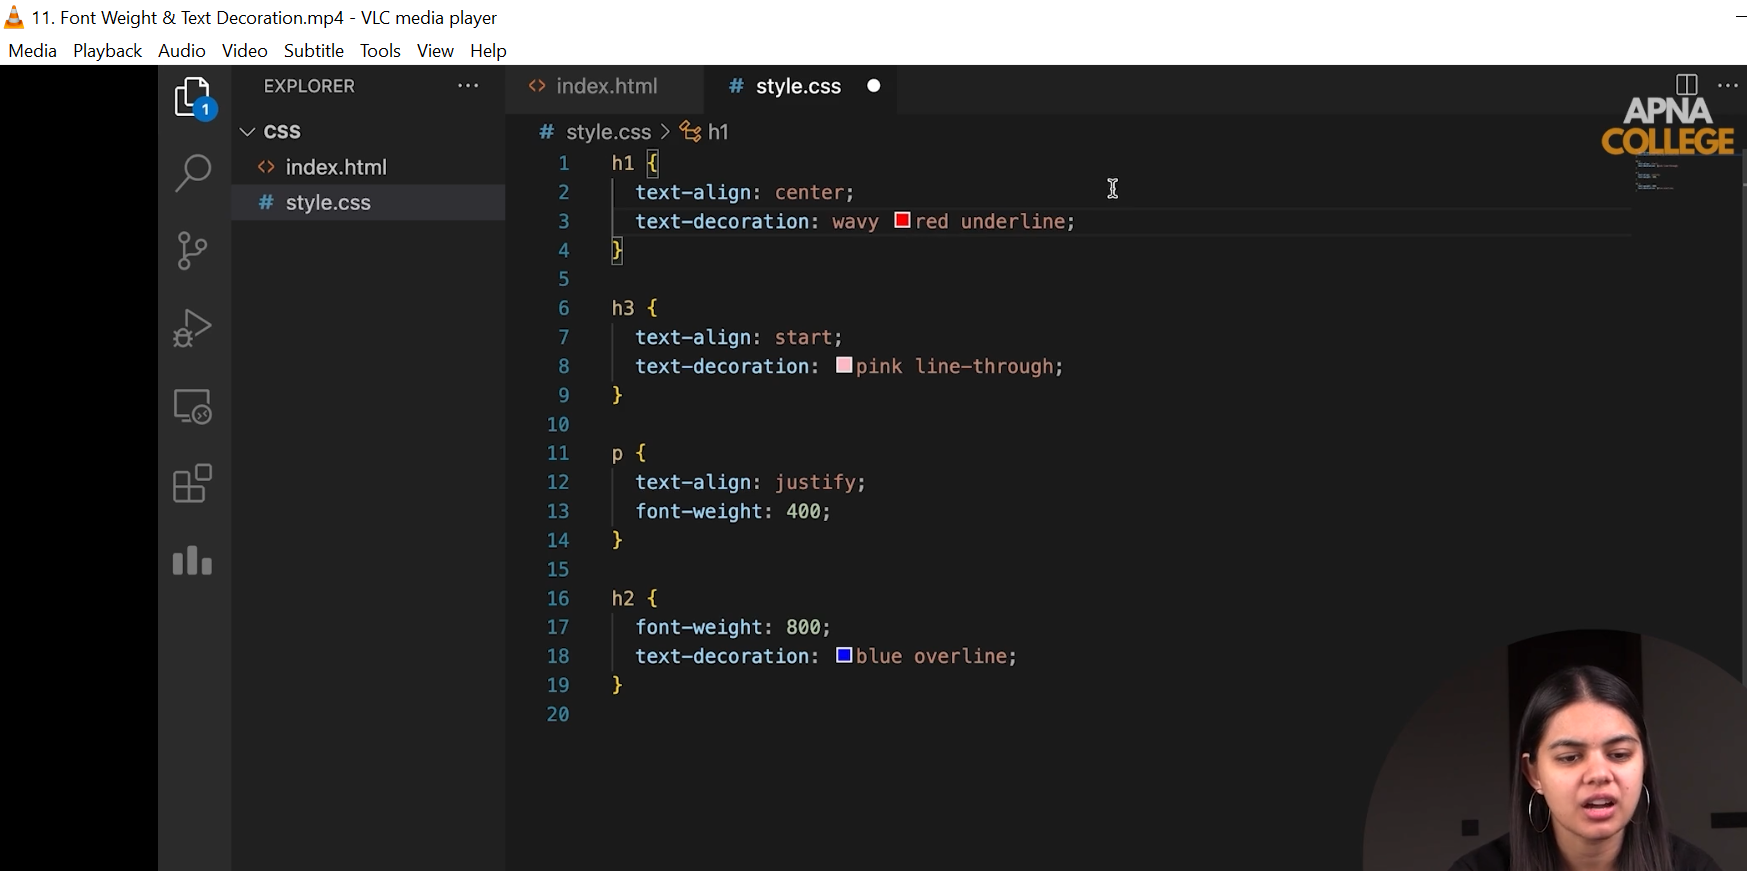 11. Font Weight & Text Decoration.mp4 - VLC media player
Media Playback Audio Video Subtitle Tools View Help
1
EXPLORER ···
CSS
<> index.html
# style.css
<> index.html # style.css
# style.css > h1
APNA
COLLEGE
1 h1 {
2 text-align: center;
3 text-decoration: wavy red underline;
4 }
5
6 h3 {
7 text-align: start;
8 text-decoration: pink line-through;
9 }
10
11 p {
12 text-align: justify;
13 font-weight: 400;
14 }
15
16 h2 {
17 font-weight: 800;
18 text-decoration: blue overline;
19 }
20